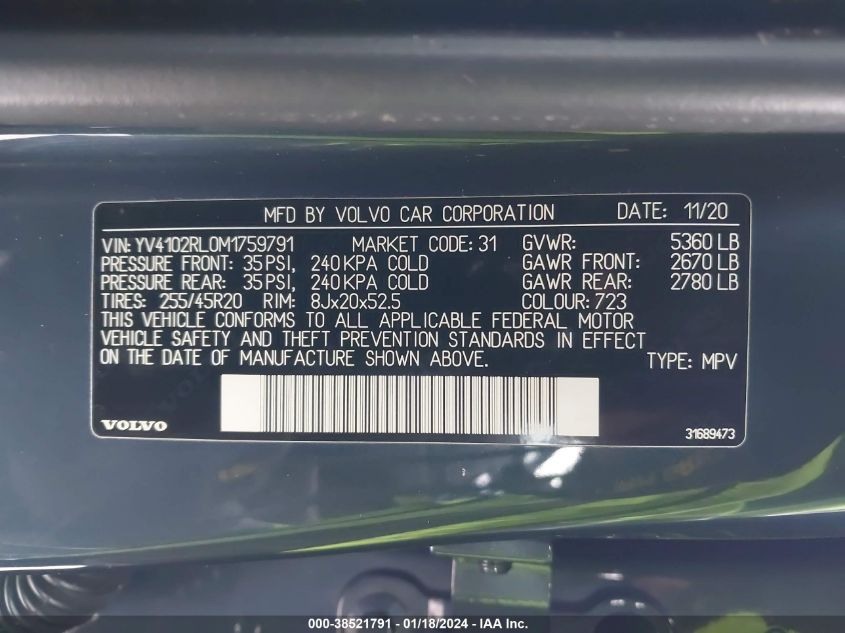 MFD BY VOLVO CAR CORPORATION DATE: 11/20
VIN: YV4102RL0M1759791 MARKET CODE: 31 GVWR: 5360 LB
PRESSURE FRONT: 35 PSI, 240 KPA COLD GAWR FRONT: 2670 LB
PRESSURE REAR: 35 PSI, 240 KPA COLD GAWR REAR: 2780 LB
TIRES: 255/45R20 RIM: 8Jx20x52.5 COLOUR: 723
THIS VEHICLE CONFORMS TO ALL APPLICABLE FEDERAL MOTOR
VEHICLE SAFETY AND THEFT PREVENTION STANDARDS IN EFFECT
ON THE DATE OF MANUFACTURE SHOWN ABOVE. TYPE: MPV
VOLVO 31689473
000-38521791 - 01/18/2024 - IAA Inc.